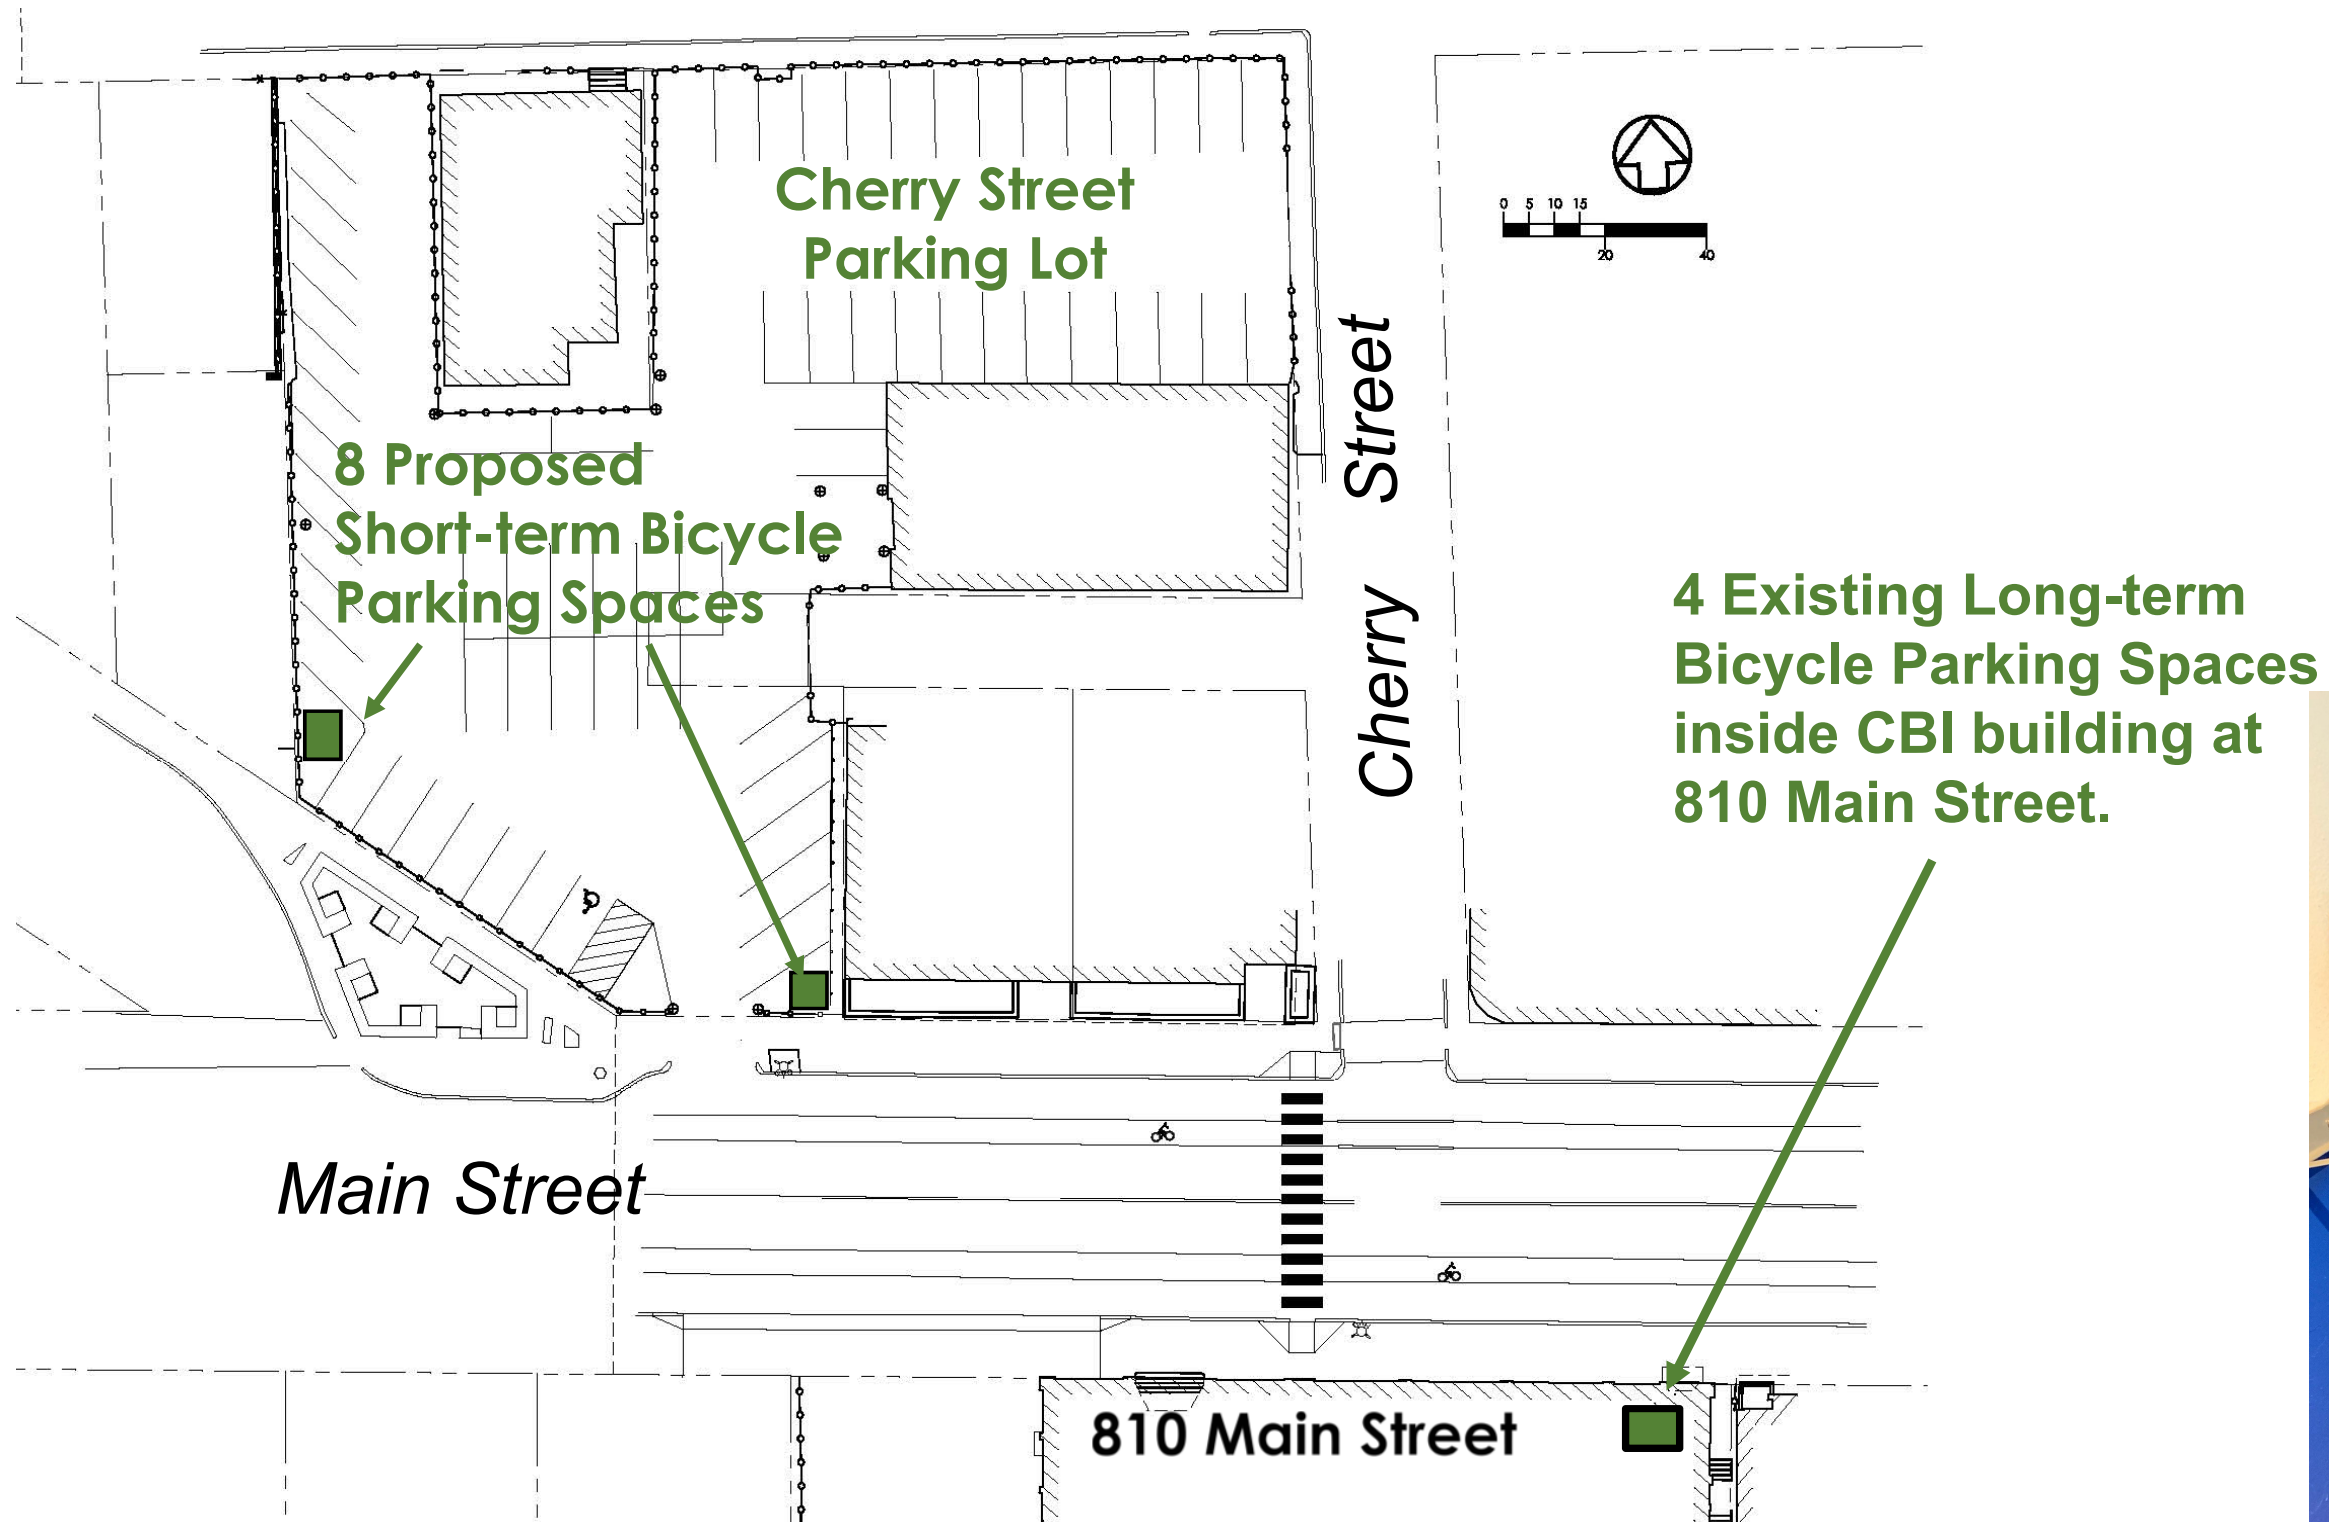 Cherry Street
Parking Lot
0 5 10 15
20 40
8 Proposed
Short-term Bicycle
Parking Spaces
Cherry Street
4 Existing Long-term
Bicycle Parking Spaces
inside CBI building at
810 Main Street.
Main Street
810 Main Street